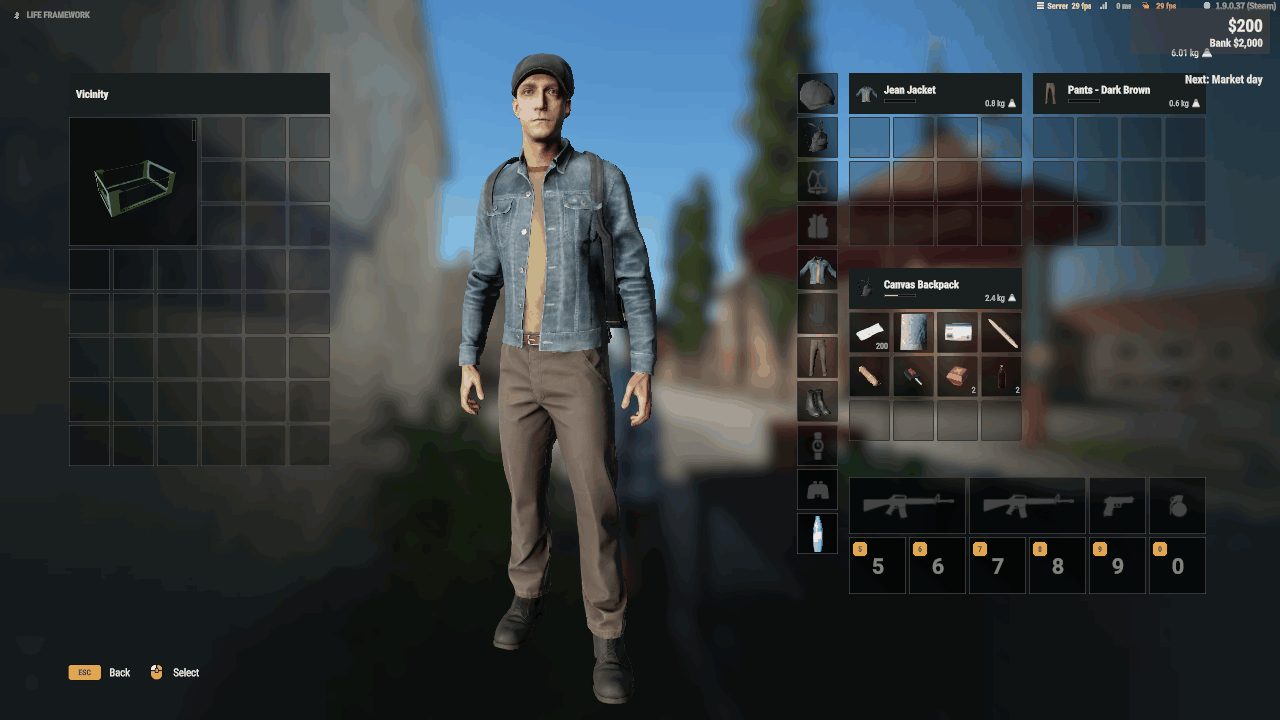 LIFE FRAMEWORK
Server 29 fps 0 ms 29 fps 1.9.0.37 (Steam)
$200
Bank $2,000
6.01 kg
Next: Market day
Vicinity
Jean Jacket
0.8 kg
Pants - Dark Brown
0.6 kg
Canvas Backpack
2.4 kg
200
2
2
5 5
6 6
7 7
8 8
9 9
0 0
ESC Back Select